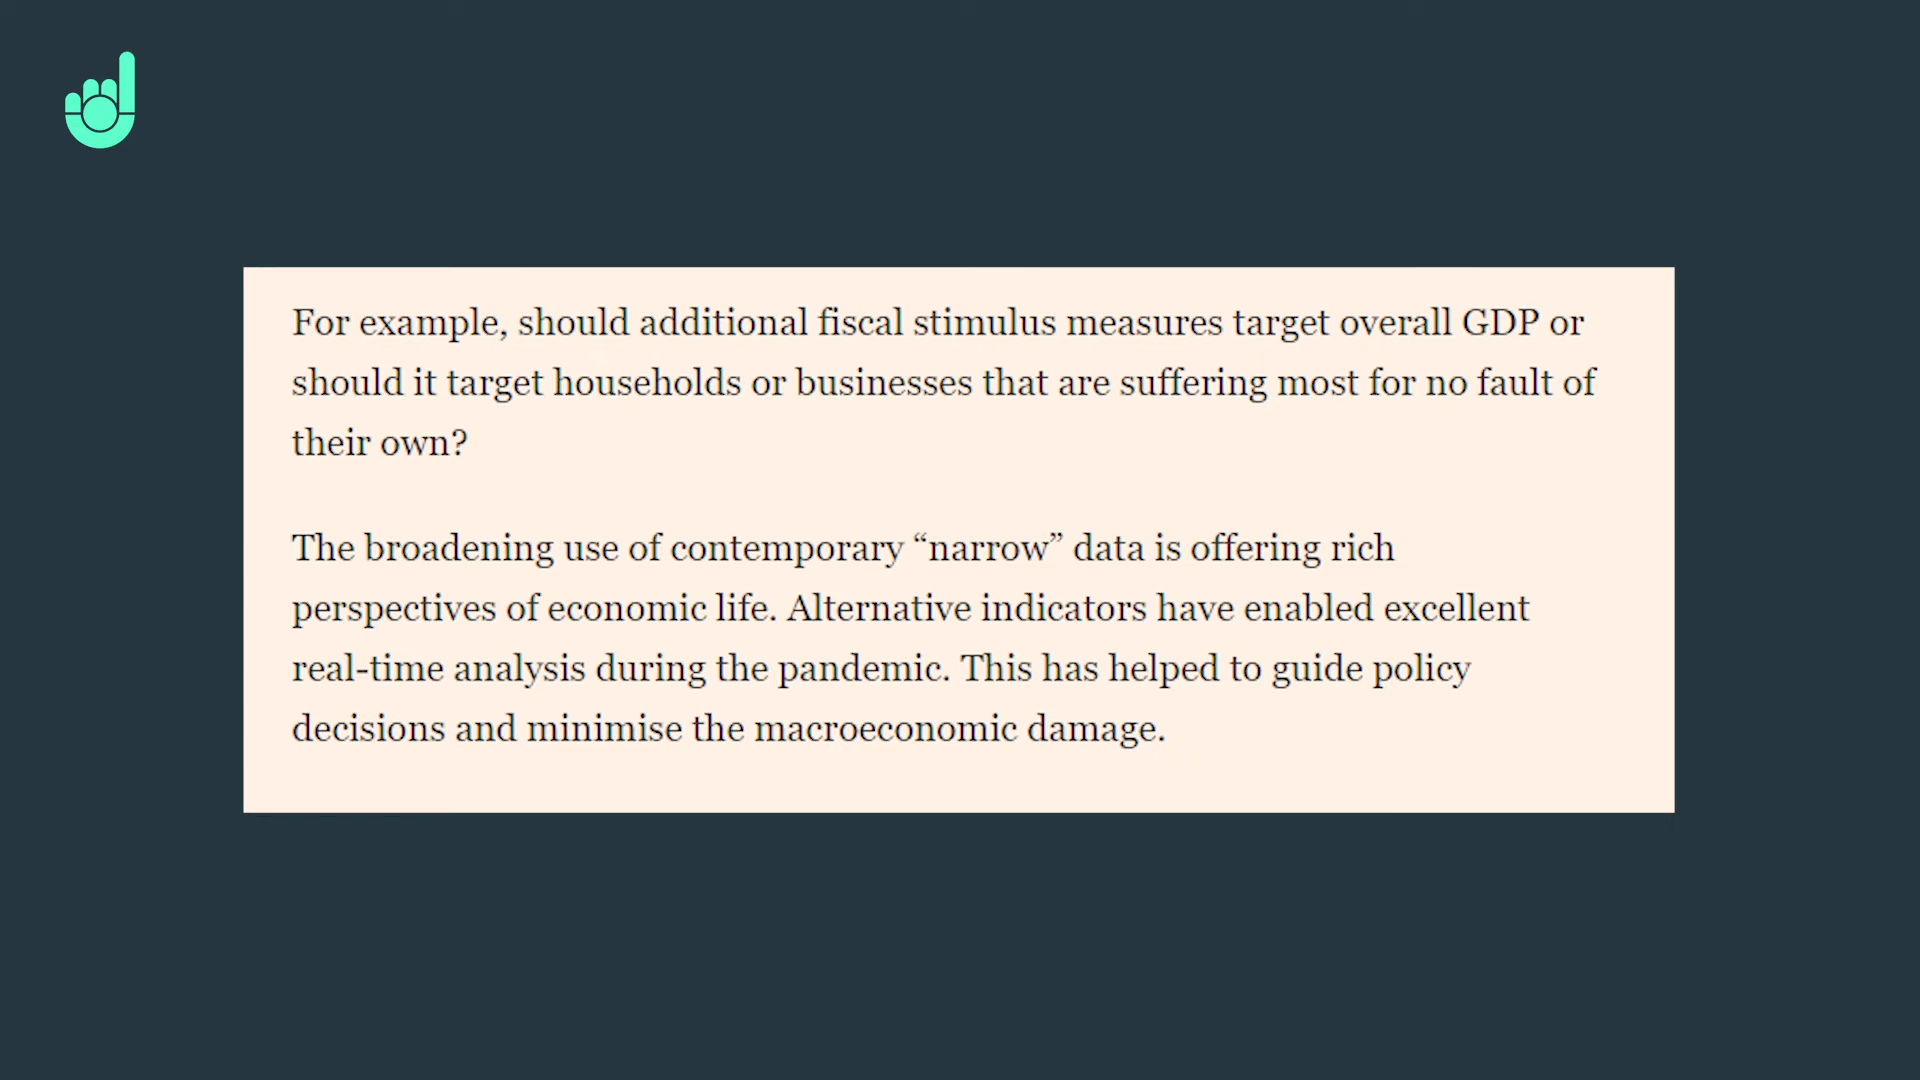 For example, should additional fiscal stimulus measures target overall GDP or
should it target households or businesses that are suffering most for no fault of
their own?
The broadening use of contemporary “narrow” data is offering rich
perspectives of economic life. Alternative indicators have enabled excellent
real-time analysis during the pandemic. This has helped to guide policy
decisions and minimise the macroeconomic damage.